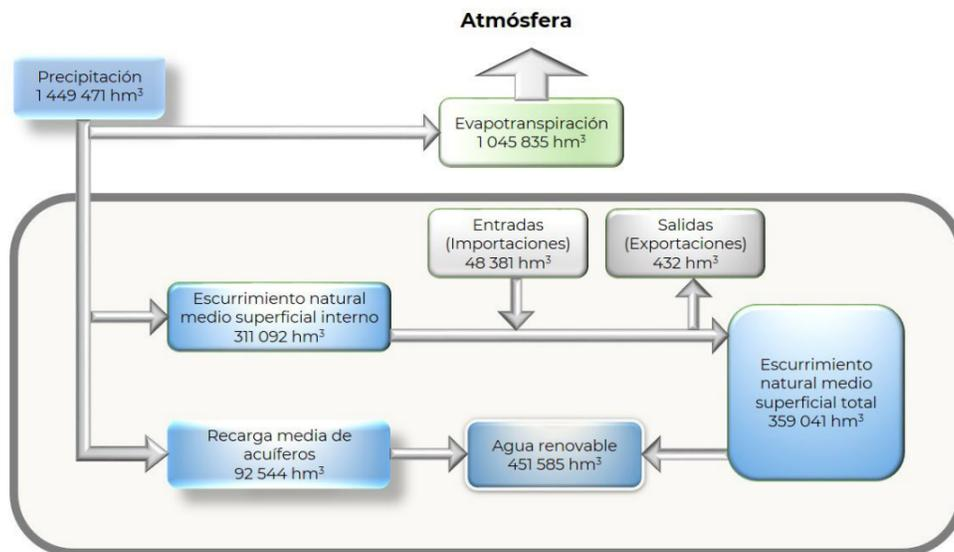 Atmósfera
Precipitación
1 449 471 hm³
Evapotranspiración
1 045 835 hm³
Entradas
(Importaciones)
48 381 hm³
Salidas
(Exportaciones)
432 hm³
Escurrimiento natural
medio superficial interno
311 092 hm³
Escurrimiento
natural medio
superficial total
359 041 hm³
Recarga media de
acuíferos
92 544 hm³
Agua renovable
451 585 hm³